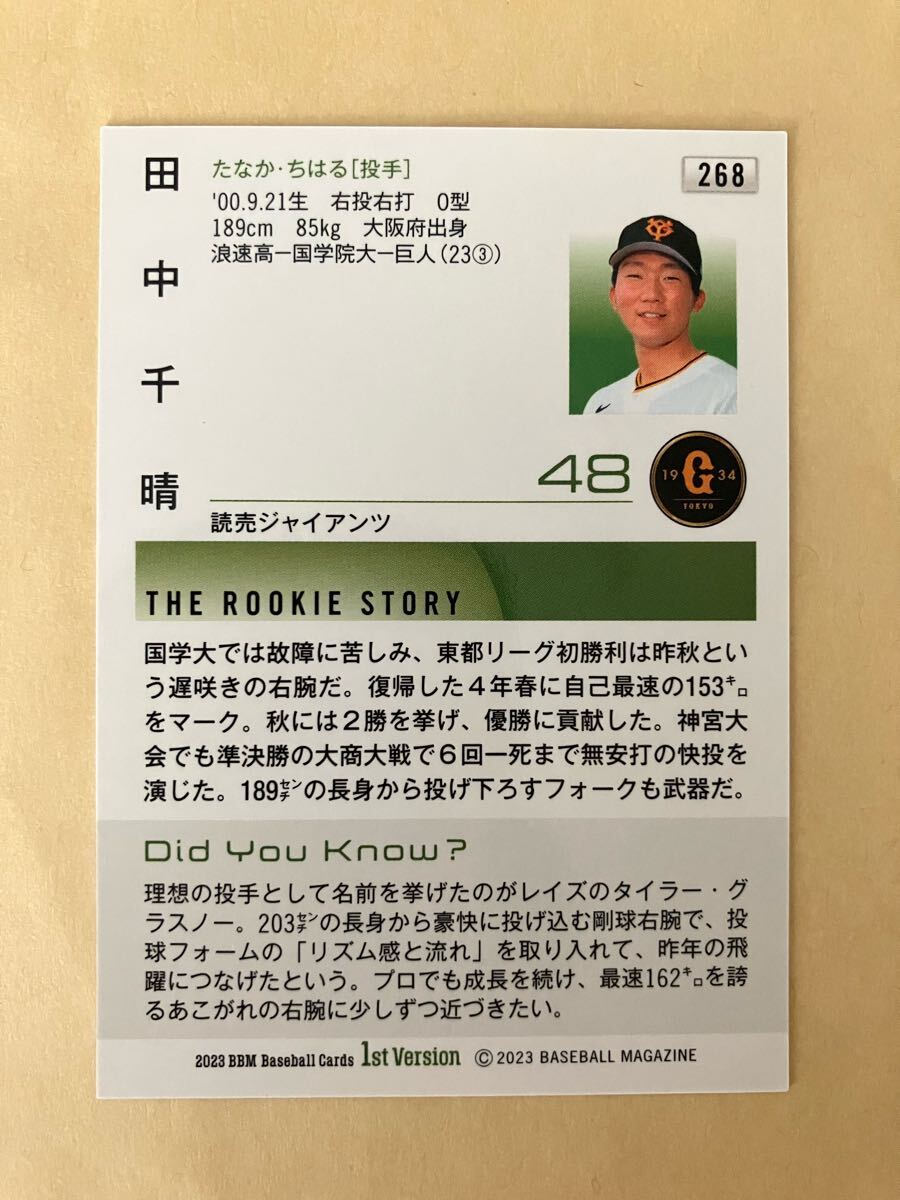 田中千晴
たなか・ちはる[投手]
'00.9.21生 右投右打 O型
189cm 85kg 大阪府出身
浪速高ー国学院大ー巨人(23③)
268
48
19 G 34
TOKYO
読売ジャイアンツ
THE ROOKIE STORY
国学大では故障に苦しみ、東都リーグ初勝利は昨秋とい
う遅咲きの右腕だ。復帰した4年春に自己最速の153㌔
をマーク。秋には2勝を挙げ、優勝に貢献した。神宮大
会でも準決勝の大商大戦で6回一死まで無安打の快投を
演じた。189㌢の長身から投げ下ろすフォークも武器だ。
Did You Know?
理想の投手として名前を挙げたのがレイズのタイラー・グ
ラスノー。203㌢の長身から豪快に投げ込む剛球右腕で、投
球フォームの「リズム感と流れ」を取り入れて、昨年の飛
躍につなげたという。プロでも成長を続け、最速162㌔を誇
るあこがれの右腕に少しずつ近づきたい。
2023 BBM Baseball Cards 1st Version ©2023 BASEBALL MAGAZINE